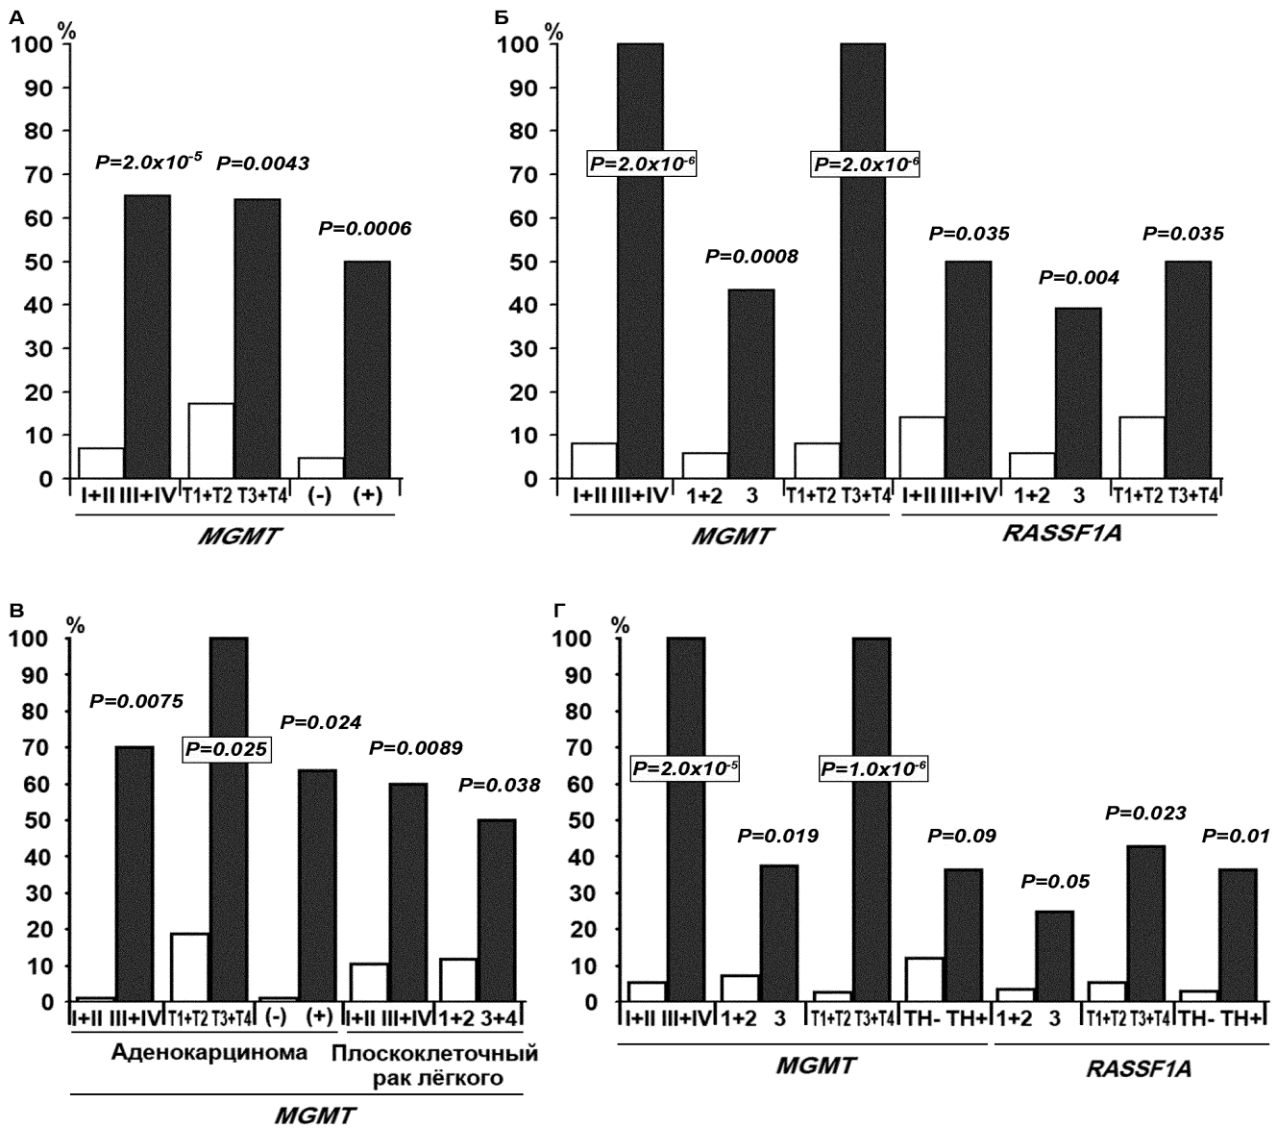 А
%
100
90
80
70
60
50
40
30
20
10
0
P=2.0x10-5 P=0.0043
P=0.0006
I+II III+IV T1+T2 T3+T4 (-) (+)
MGMT
Б
%
100
90
80
70
60
50
40
30
20
10
0
P=2.0x10-6 P=2.0x10-6
P=0.035 P=0.035
P=0.0008 P=0.004
I+II III+IV 1+2 3 T1+T2 T3+T4 I+II III+IV 1+2 3 T1+T2 T3+T4
MGMT RASSF1A
В
%
100
90
80
70
60
50
40
30
20
10
0
P=0.0075
P=0.025 P=0.024
P=0.0089
P=0.038
I+II III+IV T1+T2 T3+T4 (-) (+) I+II III+IV 1+2 3+4
Аденокарцинома Плоскоклеточный
рак лёгкого
MGMT
Г
%
100
90
80
70
60
50
40
30
20
10
0
P=2.0x10-5 P=1.0x10-6
P=0.019 P=0.09 P=0.023 P=0.01
P=0.05
I+II III+IV 1+2 3 T1+T2 T3+T4 TH- TH+ 1+2 3 T1+T2 T3+T4 TH- TH+
MGMT RASSF1A